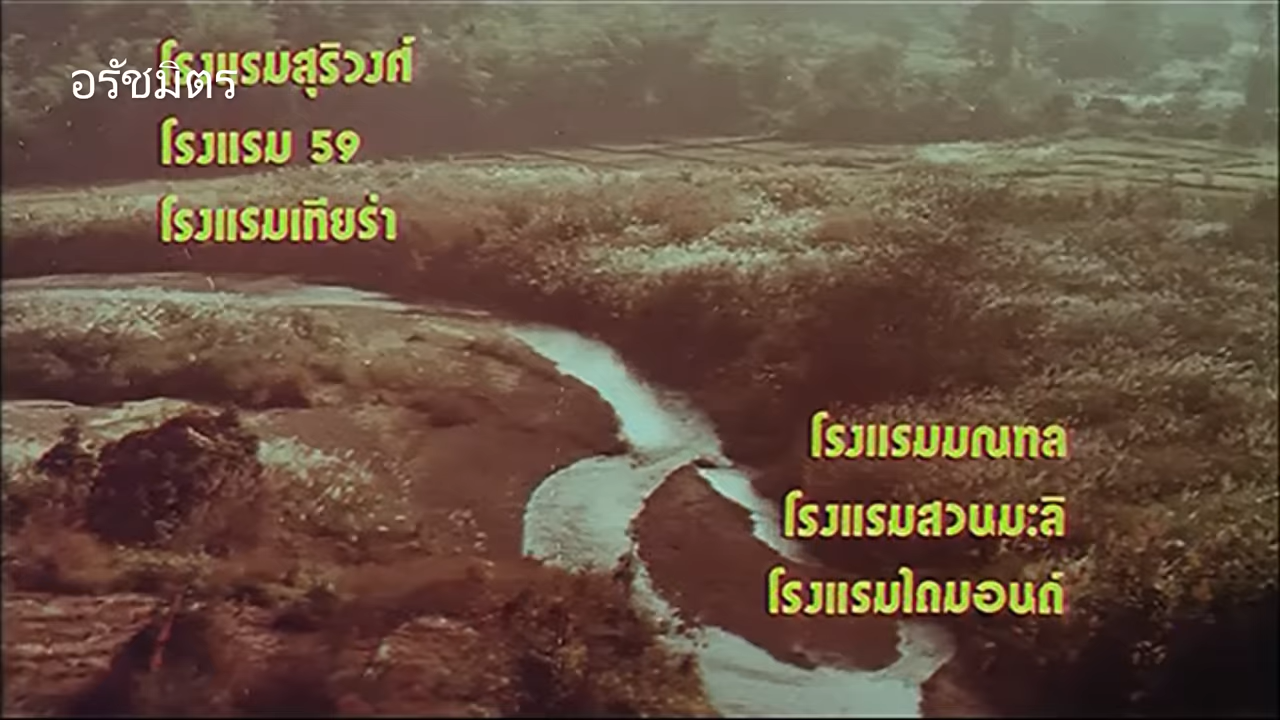 โรงแรมสุริวงศ์
อรัชมิตร
โรงแรม 59
โรงแรมเทียร่า
โรงแรมมณฑล
โรงแรมสวนมะลิ
โรงแรมไดมอนด์